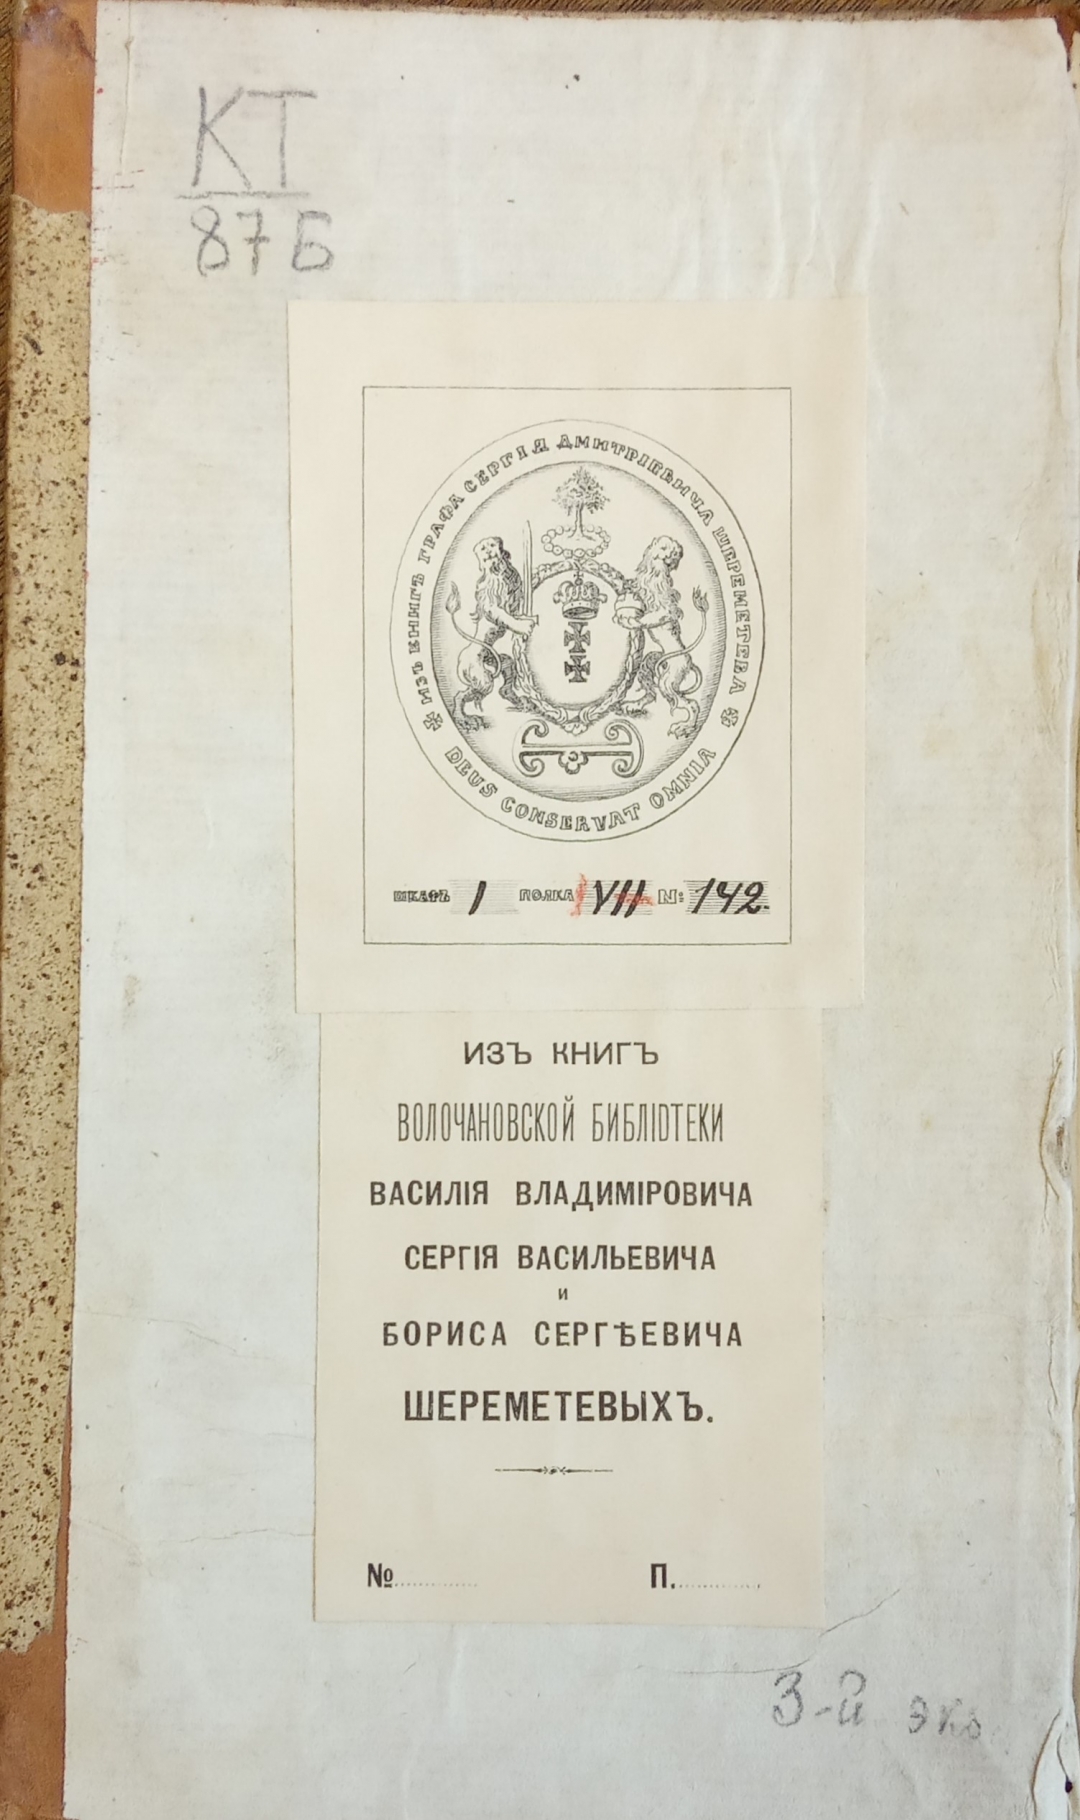 КТ
87Б
ИЗЪ КНИГЪ ГРАФА СЕРГІЯ ДМИТРІЕВИЧА ШЕРЕМЕТЕВА
DEUS CONSERVAT OMNIA
ШКАФЪ I ПОЛКА VII N: 142.
ИЗЪ КНИГЪ
ВОЛОЧАНОВСКОЙ БИБЛІОТЕКИ
ВАСИЛІЯ ВЛАДИМІРОВИЧА
СЕРГІЯ ВАСИЛЬЕВИЧА
И
БОРИСА СЕРГѢЕВИЧА
ШЕРЕМЕТЕВЫХЪ.
№ П.
3-й экз